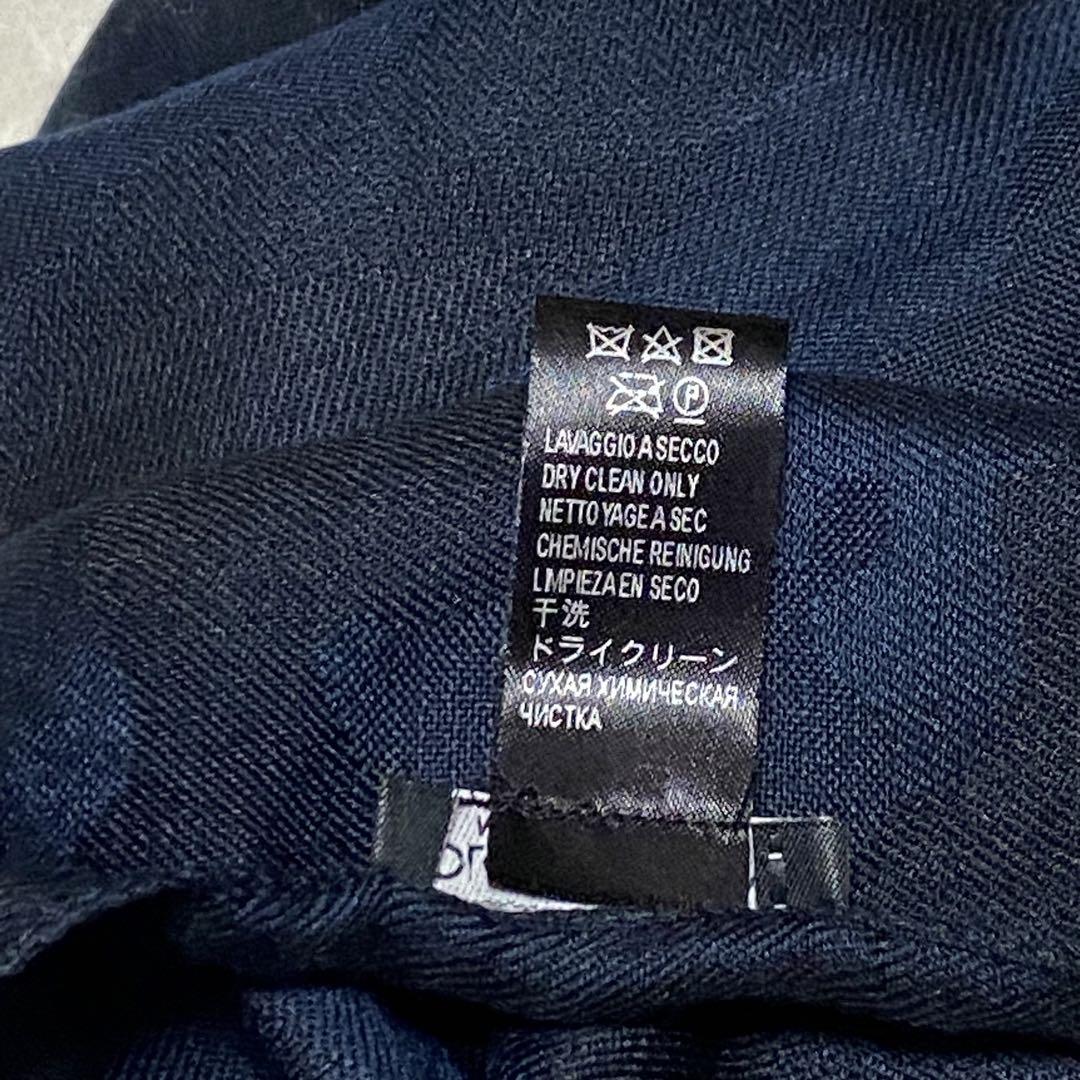 LAVAGGIO A SECCO
DRY CLEAN ONLY
NETTOYAGE A SEC
CHEMISCHE REINIGUNG
LIMPIEZA EN SECO
干洗
ドライクリーン
СУХАЯ ХИМИЧЕСКАЯ
ЧИСТКА